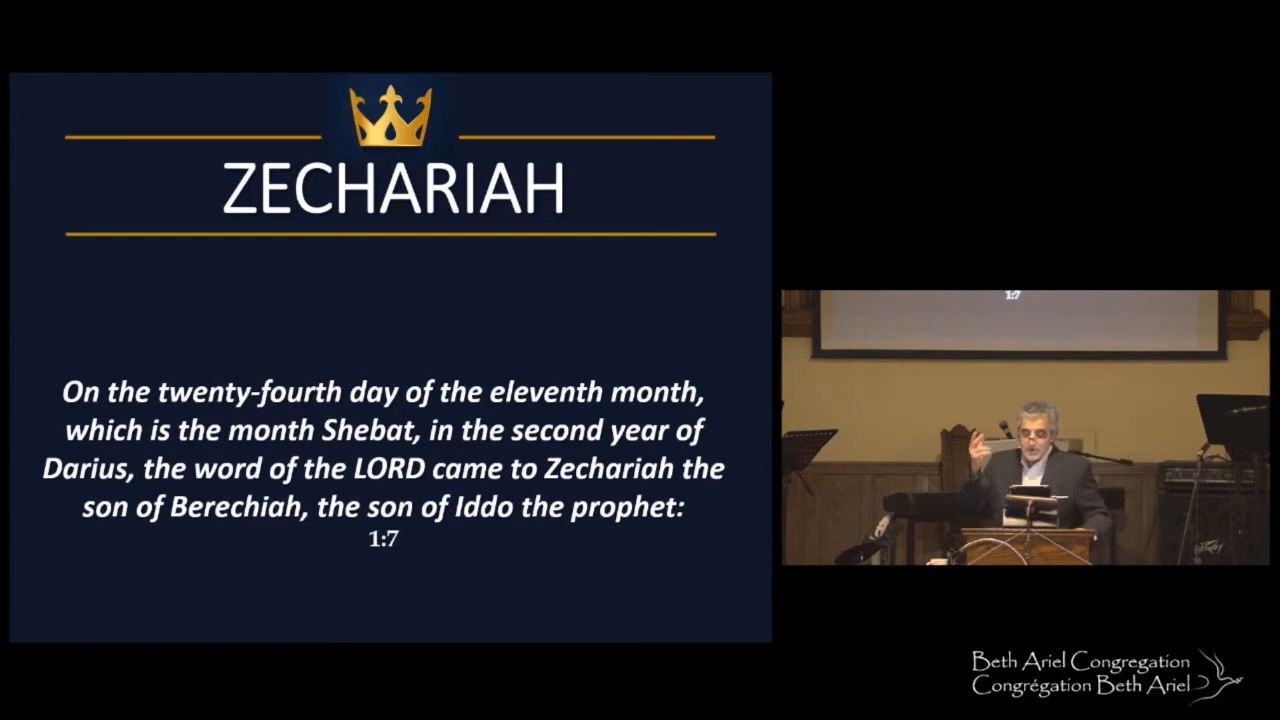 ZECHARIAH
On the twenty-fourth day of the eleventh month,
which is the month Shebat, in the second year of
Darius, the word of the LORD came to Zechariah the
son of Berechiah, the son of Iddo the prophet:
1:7
1:7
Peavey
Beth Ariel Congregation
Congrégation Beth Ariel